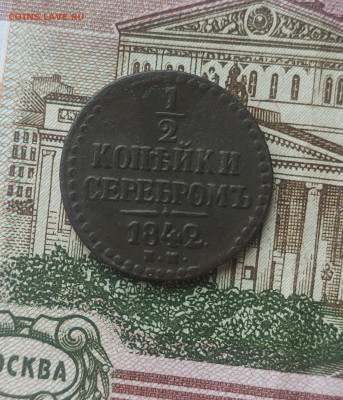 COINS.LAVE.RU
1
2
КОПѢЙКИ
СЕРЕБРОМЪ
1842
МОСКВА